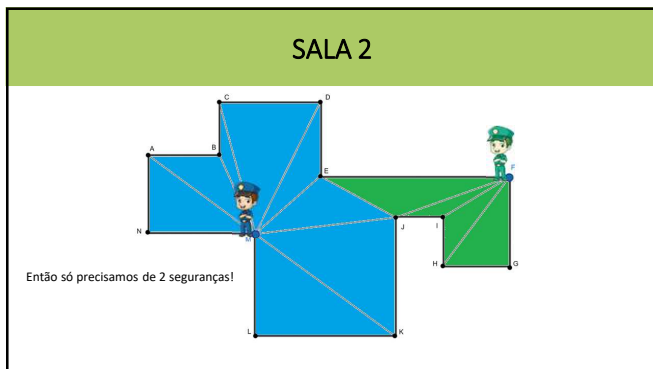 SALA 2
C D
A B
E F
N M J I
H G
Então só precisamos de 2 seguranças!
L K